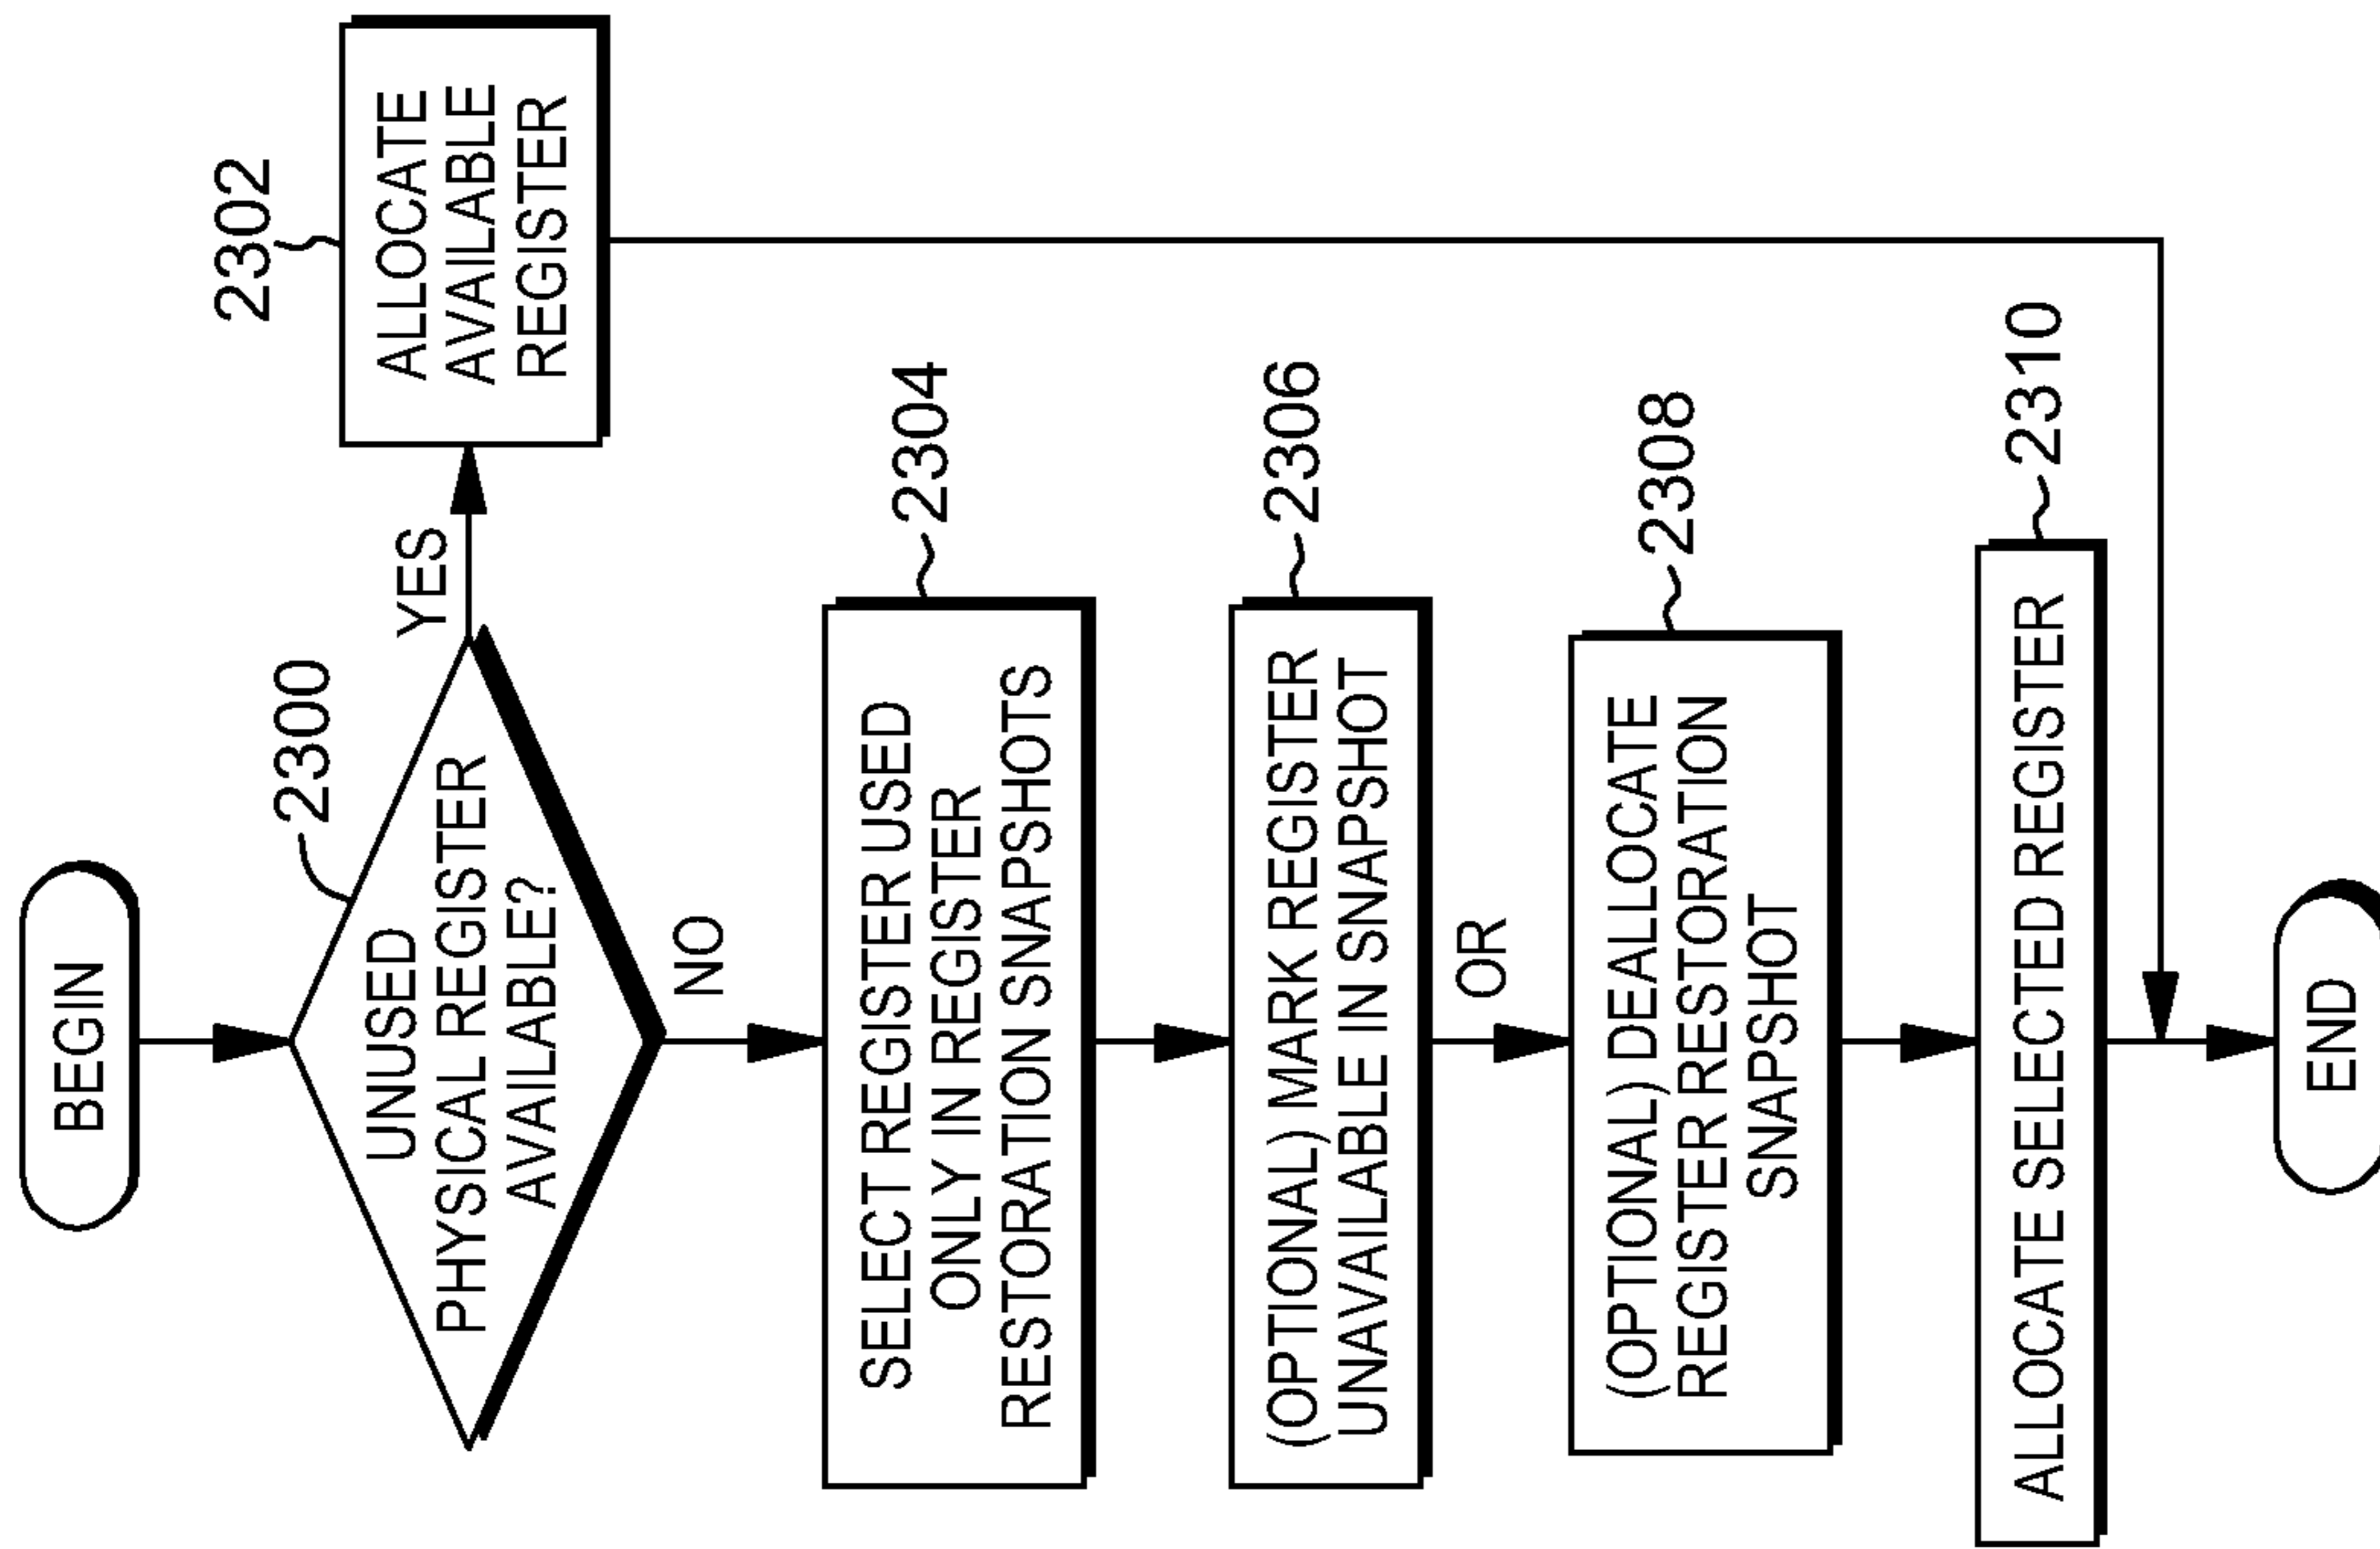 BEGIN
2300
UNUSED
PHYSICAL REGISTER
AVAILABLE?
YES
2302
ALLOCATE
AVAILABLE
REGISTER
NO
2304
SELECT REGISTER USED
ONLY IN REGISTER
RESTORATION SNAPSHOTS
2306
(OPTIONAL) MARK REGISTER
UNAVAILABLE IN SNAPSHOT
OR
2308
(OPTIONAL) DEALLOCATE
REGISTER RESTORATION
SNAPSHOT
2310
ALLOCATE SELECTED REGISTER
END